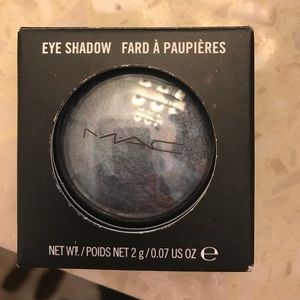 EYE SHADOW FARD À PAUPIÈRES
MAC
NET WT./POIDS NET 2 g/0.07 US OZ ℮